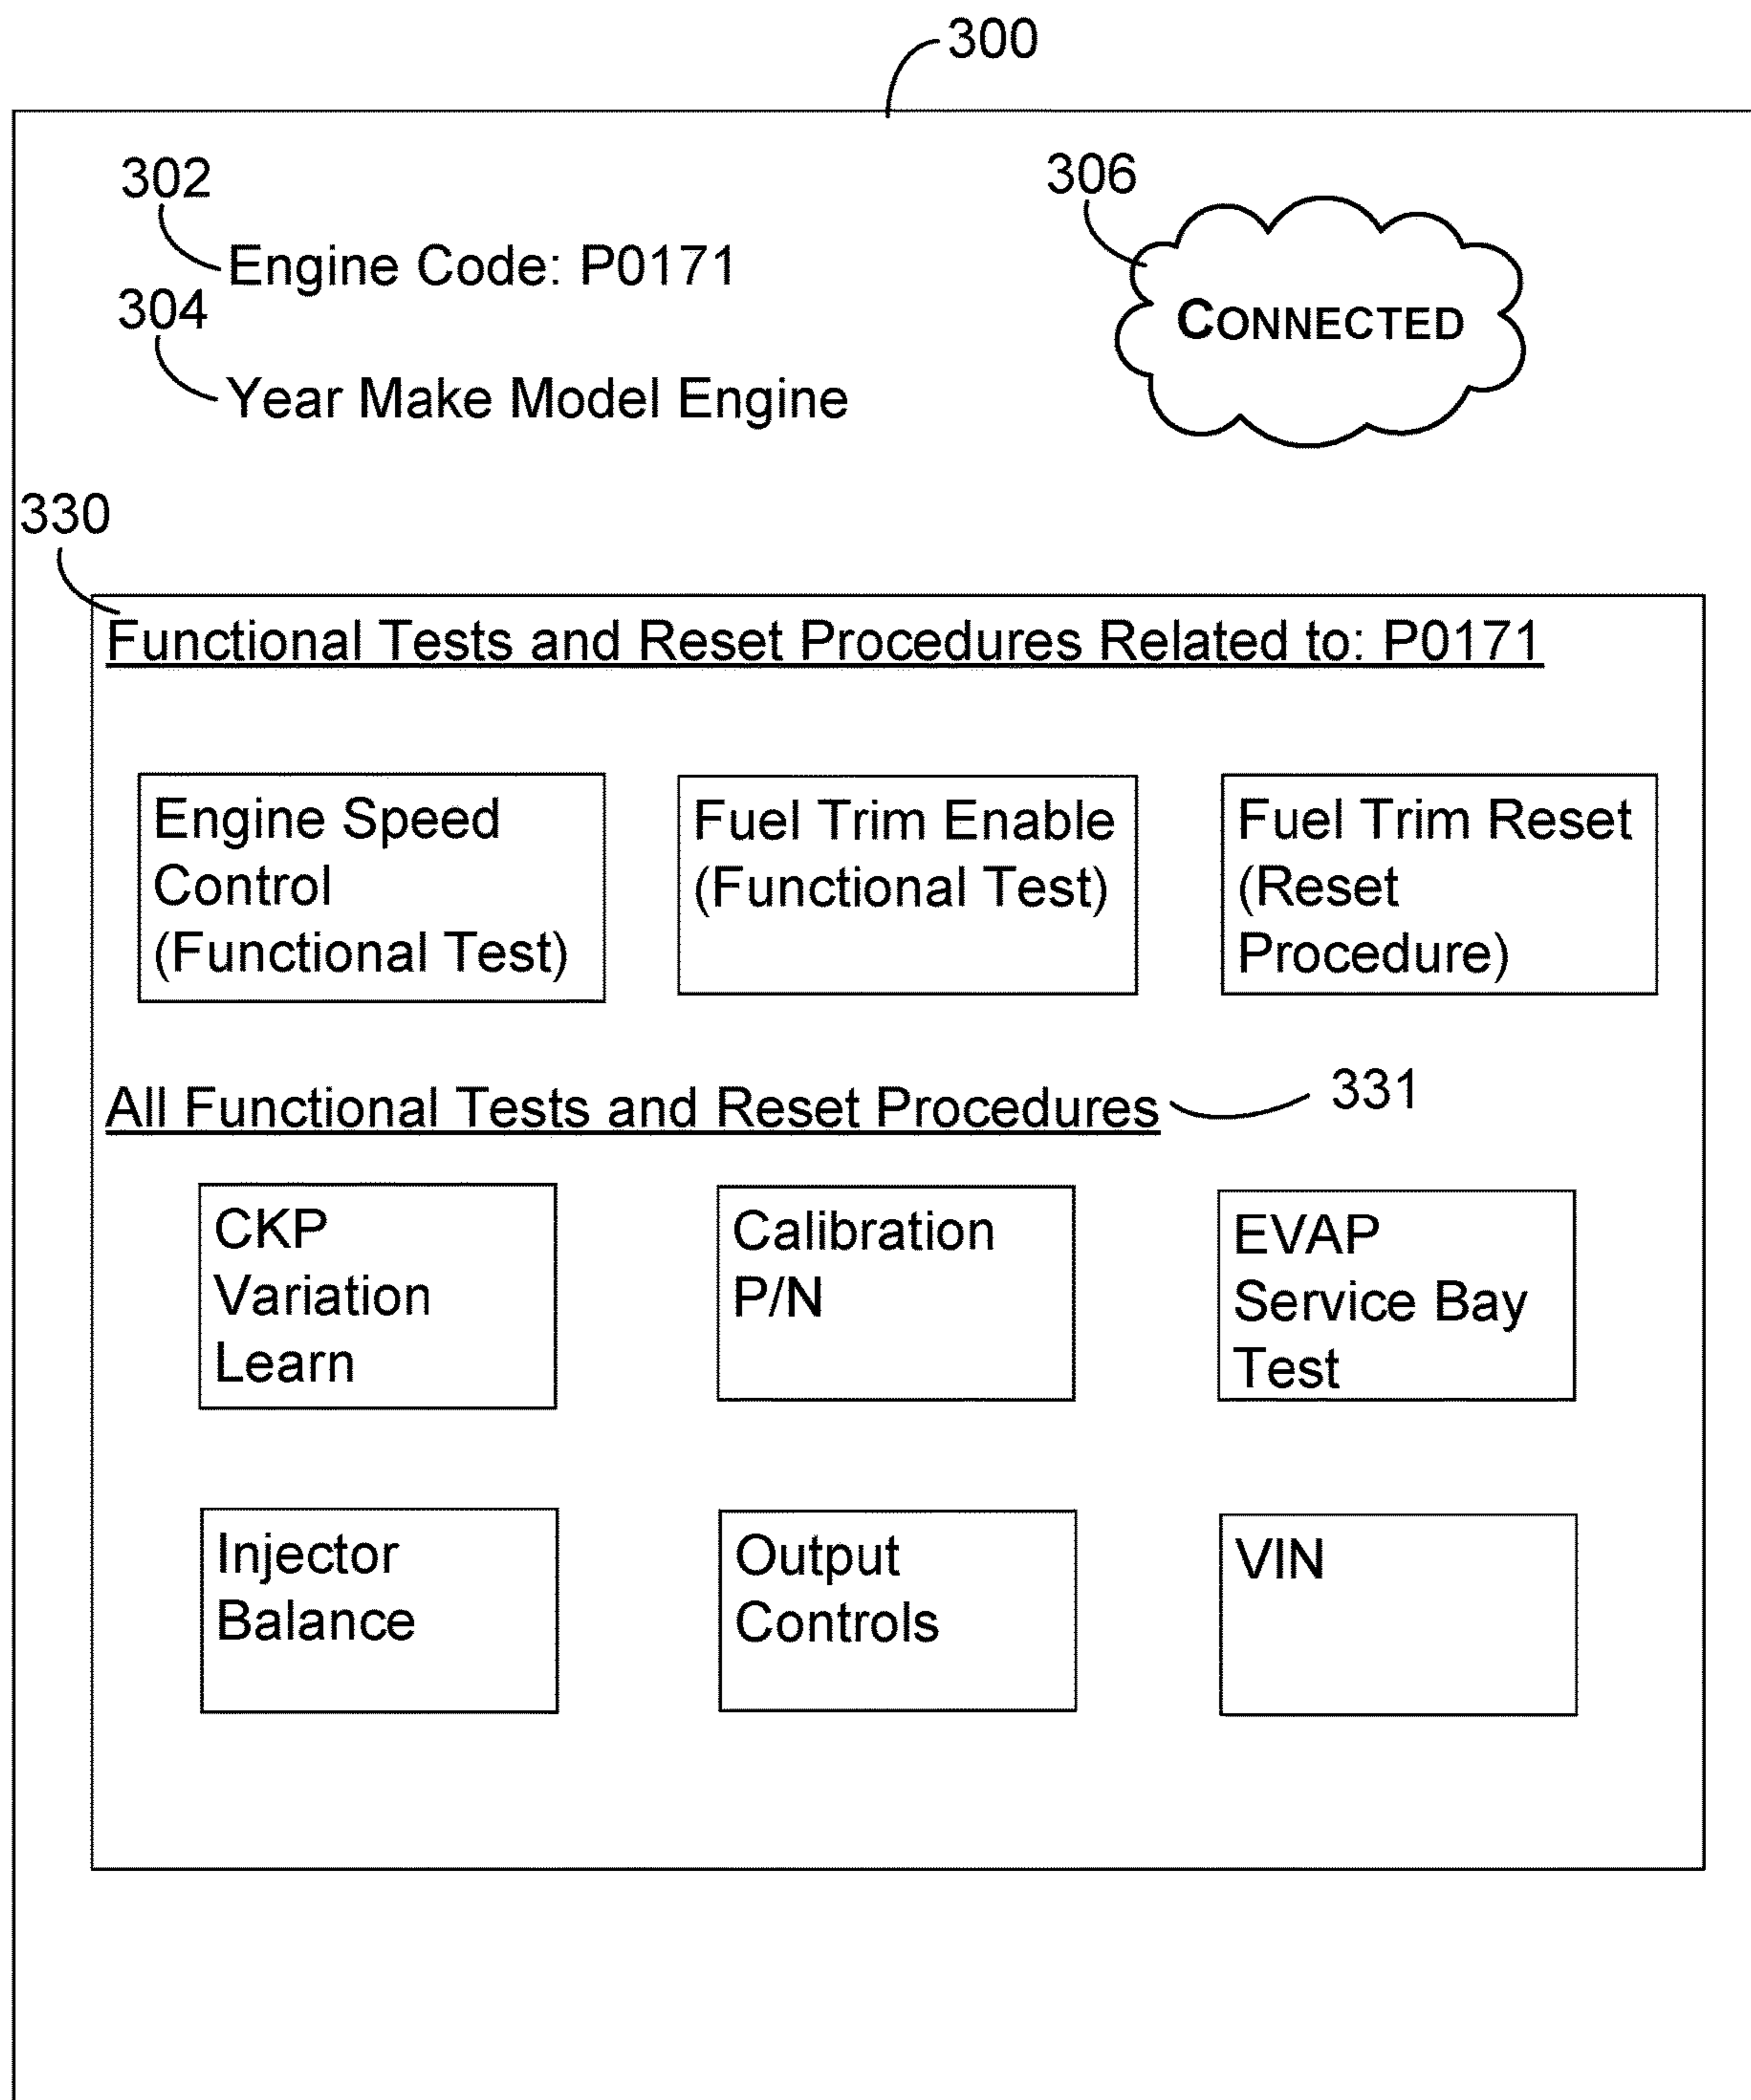 300
302
306
Engine Code: P0171
304
CONNECTED
Year Make Model Engine
330
Functional Tests and Reset Procedures Related to: P0171
Engine Speed
Control
(Functional Test)
Fuel Trim Enable
(Functional Test)
Fuel Trim Reset
(Reset
Procedure)
All Functional Tests and Reset Procedures
331
CKP
Variation
Learn
Calibration
P/N
EVAP
Service Bay
Test
Injector
Balance
Output
Controls
VIN